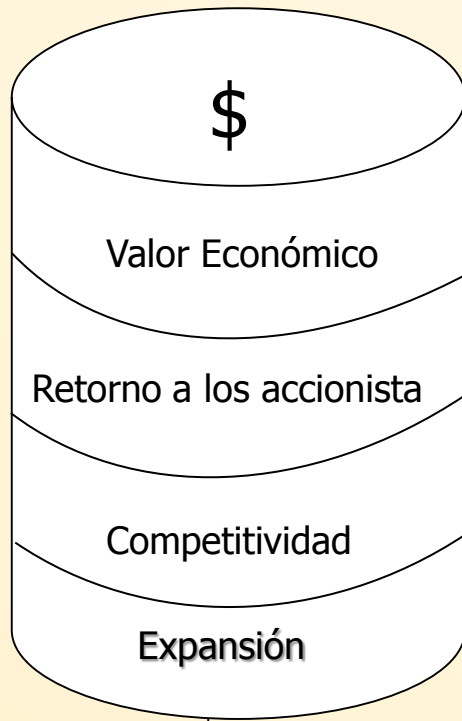 $
Valor Económico
Retorno a los accionista
Competitividad
Expansión